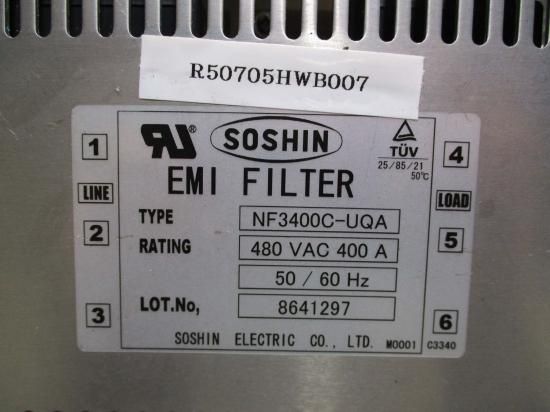 R50705HWB007
1 RU® SOSHIN TÜV 4
25/85/21
50℃
EMI FILTER
LINE LOAD
TYPE NF3400C-UQA
2 RATING 480 VAC 400 A 5
50 / 60 Hz
3 LOT.No, 8641297 6
SOSHIN ELECTRIC CO., LTD. M0001 C3340